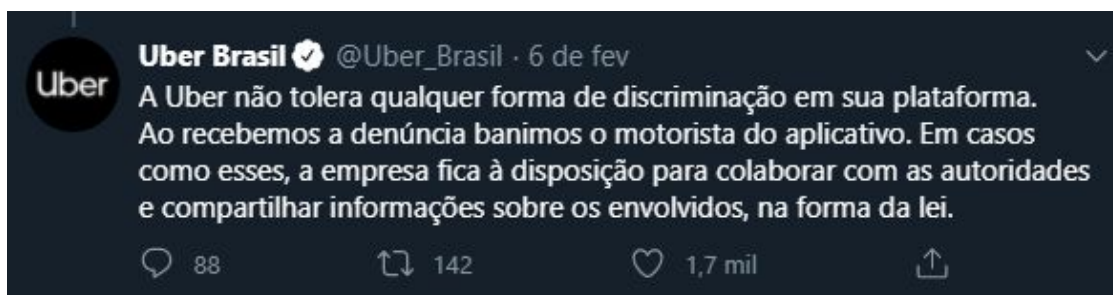 Uber
Uber Brasil @Uber_Brasil · 6 de fev
A Uber não tolera qualquer forma de discriminação em sua plataforma.
Ao recebemos a denúncia banimos o motorista do aplicativo. Em casos
como esses, a empresa fica à disposição para colaborar com as autoridades
e compartilhar informações sobre os envolvidos, na forma da lei.
88 142 1,7 mil